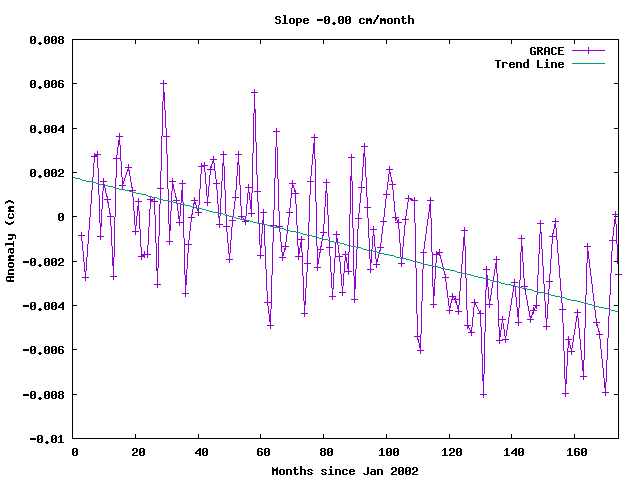 Slope -0.00 cm/month
0.008
0.006
0.004
0.002
0
-0.002
-0.004
-0.006
-0.008
-0.01
Anomaly (cm)
GRACE
Trend Line
0 20 40 60 80 100 120 140 160
Months since Jan 2002